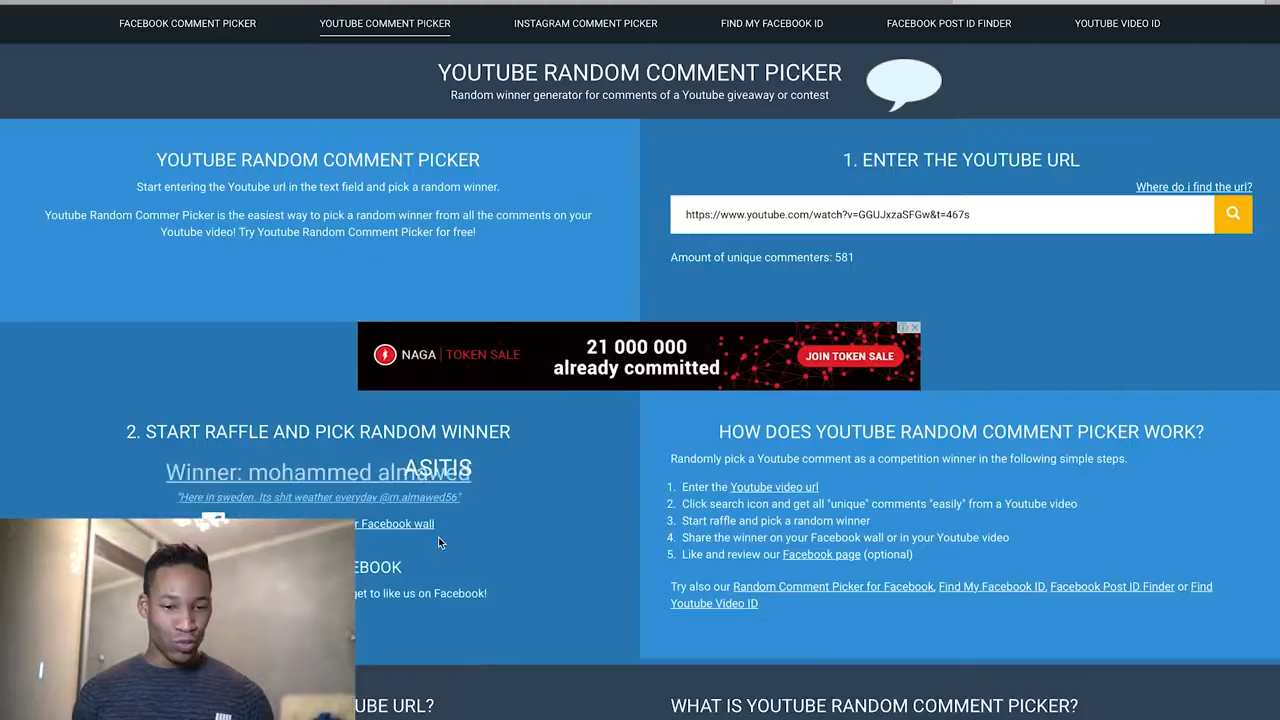 FACEBOOK COMMENT PICKER
YOUTUBE COMMENT PICKER
INSTAGRAM COMMENT PICKER
FIND MY FACEBOOK ID
FACEBOOK POST ID FINDER
YOUTUBE VIDEO ID
YOUTUBE RANDOM COMMENT PICKER
Random winner generator for comments of a Youtube giveaway or contest
YOUTUBE RANDOM COMMENT PICKER
Start entering the Youtube url in the text field and pick a random winner.
Youtube Random Commer Picker is the easiest way to pick a random winner from all the comments on your
Youtube video! Try Youtube Random Comment Picker for free!
1. ENTER THE YOUTUBE URL
Where do i find the url?
https://www.youtube.com/watch?v=GGUJxzaSFGw&t=467s
Amount of unique commenters: 581
NAGA | TOKEN SALE
21 000 000
already committed
JOIN TOKEN SALE
2. START RAFFLE AND PICK RANDOM WINNER
Winner: mohammed almawed
ASITIS
"Here in sweden. Its shit weather everyday @m.almawed56"
r Facebook wall
EBOOK
get to like us on Facebook!
HOW DOES YOUTUBE RANDOM COMMENT PICKER WORK?
Randomly pick a Youtube comment as a competition winner in the following simple steps.
1. Enter the Youtube video url
2. Click search icon and get all "unique" comments "easily" from a Youtube video
3. Start raffle and pick a random winner
4. Share the winner on your Facebook wall or in your Youtube video
5. Like and review our Facebook page (optional)
Try also our Random Comment Picker for Facebook, Find My Facebook ID, Facebook Post ID Finder or Find
Youtube Video ID
UBE URL?
WHAT IS YOUTUBE RANDOM COMMENT PICKER?